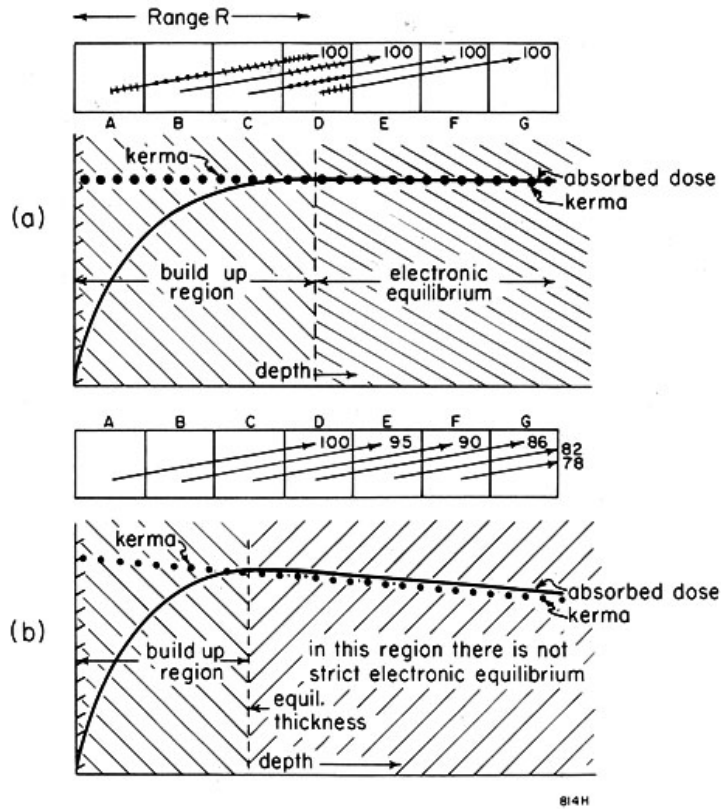 Range R
100 100 100 100
A B C D E F G
kerma
absorbed dose
kerma
(a)
build up
region
electronic
equilibrium
depth
A B C D E F G
100 95 90 86 82
78
kerma
absorbed dose
kerma
(b)
build up
region
in this region there is not
strict electronic equilibrium
equil.
thickness
depth
814H